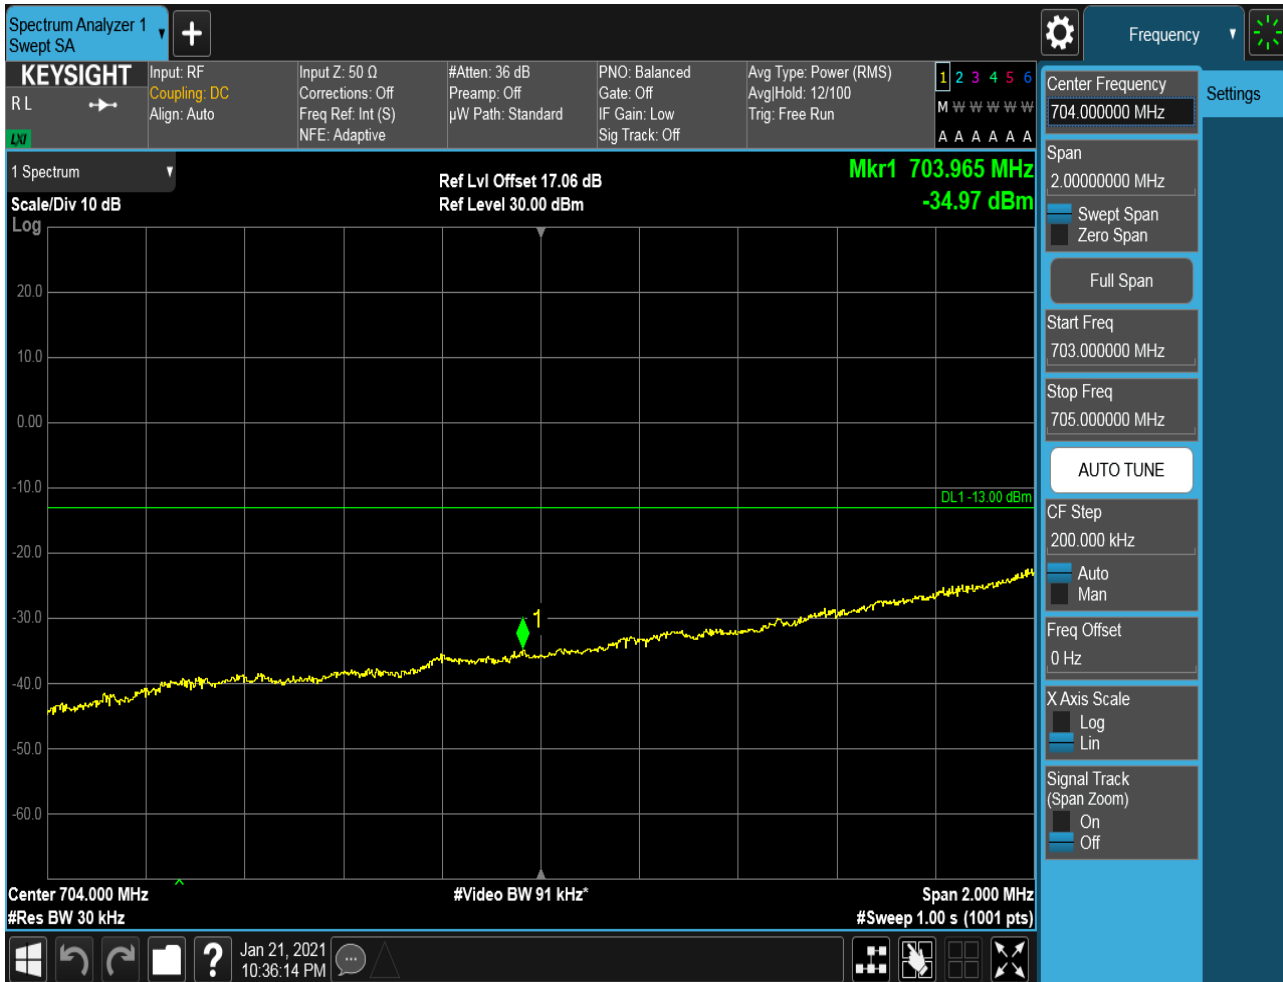 Spectrum Analyzer 1
Swept SA
Frequency
KEYSIGHT
R L
LXI
Input: RF
Coupling: DC
Align: Auto
Input Z: 50 Ω
Corrections: Off
Freq Ref: Int (S)
NFE: Adaptive
#Atten: 36 dB
Preamp: Off
µW Path: Standard
PNO: Balanced
Gate: Off
IF Gain: Low
Sig Track: Off
Avg Type: Power (RMS)
Avg|Hold: 12/100
Trig: Free Run
1 2 3 4 5 6
M W W W W W
A A A A A A
1 Spectrum
Scale/Div 10 dB
Log
Ref Lvl Offset 17.06 dB
Ref Level 30.00 dBm
Mkr1 703.965 MHz
-34.97 dBm
20.0
10.0
0.00
-10.0
DL1 -13.00 dBm
-20.0
-30.0
1
-40.0
-50.0
-60.0
Center 704.000 MHz
#Video BW 91 kHz*
Span 2.000 MHz
#Res BW 30 kHz
#Sweep 1.00 s (1001 pts)
Jan 21, 2021
10:36:14 PM
Center Frequency
704.000000 MHz
Settings
Span
2.00000000 MHz
Swept Span
Zero Span
Full Span
Start Freq
703.000000 MHz
Stop Freq
705.000000 MHz
AUTO TUNE
CF Step
200.000 kHz
Auto
Man
Freq Offset
0 Hz
X Axis Scale
Log
Lin
Signal Track
(Span Zoom)
On
Off